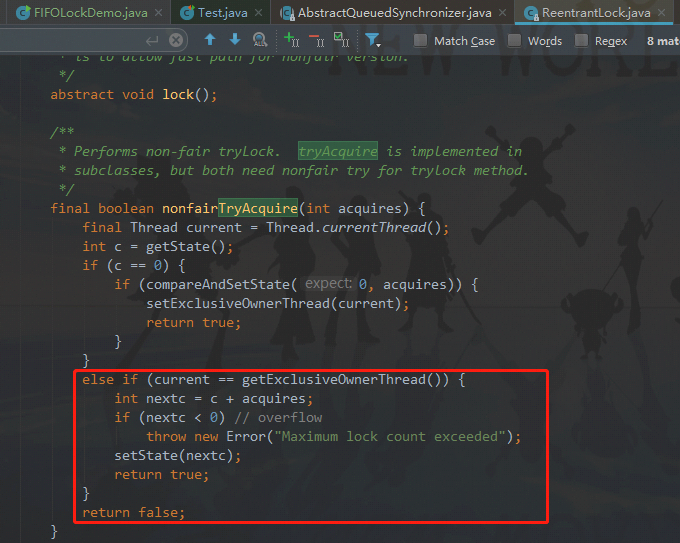 FIFOLockDemo.java × Test.java × AbstractQueuedSynchronizer.java × ReentrantLock.java ×
Match Case Words Regex 8 mat
NEW WORL
* is to allow fast path for nonfair version.
*/
abstract void lock();
/**
* Performs non-fair tryLock.  tryAcquire is implemented in
* subclasses, but both need nonfair try for trylock method.
*/
final boolean nonfairTryAcquire(int acquires) {
final Thread current = Thread.currentThread();
int c = getState();
if (c == 0) {
if (compareAndSetState( expect: 0, acquires)) {
setExclusiveOwnerThread(current);
return true;
}
}
else if (current == getExclusiveOwnerThread()) {
int nextc = c + acquires;
if (nextc < 0) // overflow
throw new Error("Maximum lock count exceeded");
setState(nextc);
return true;
}
return false;
}